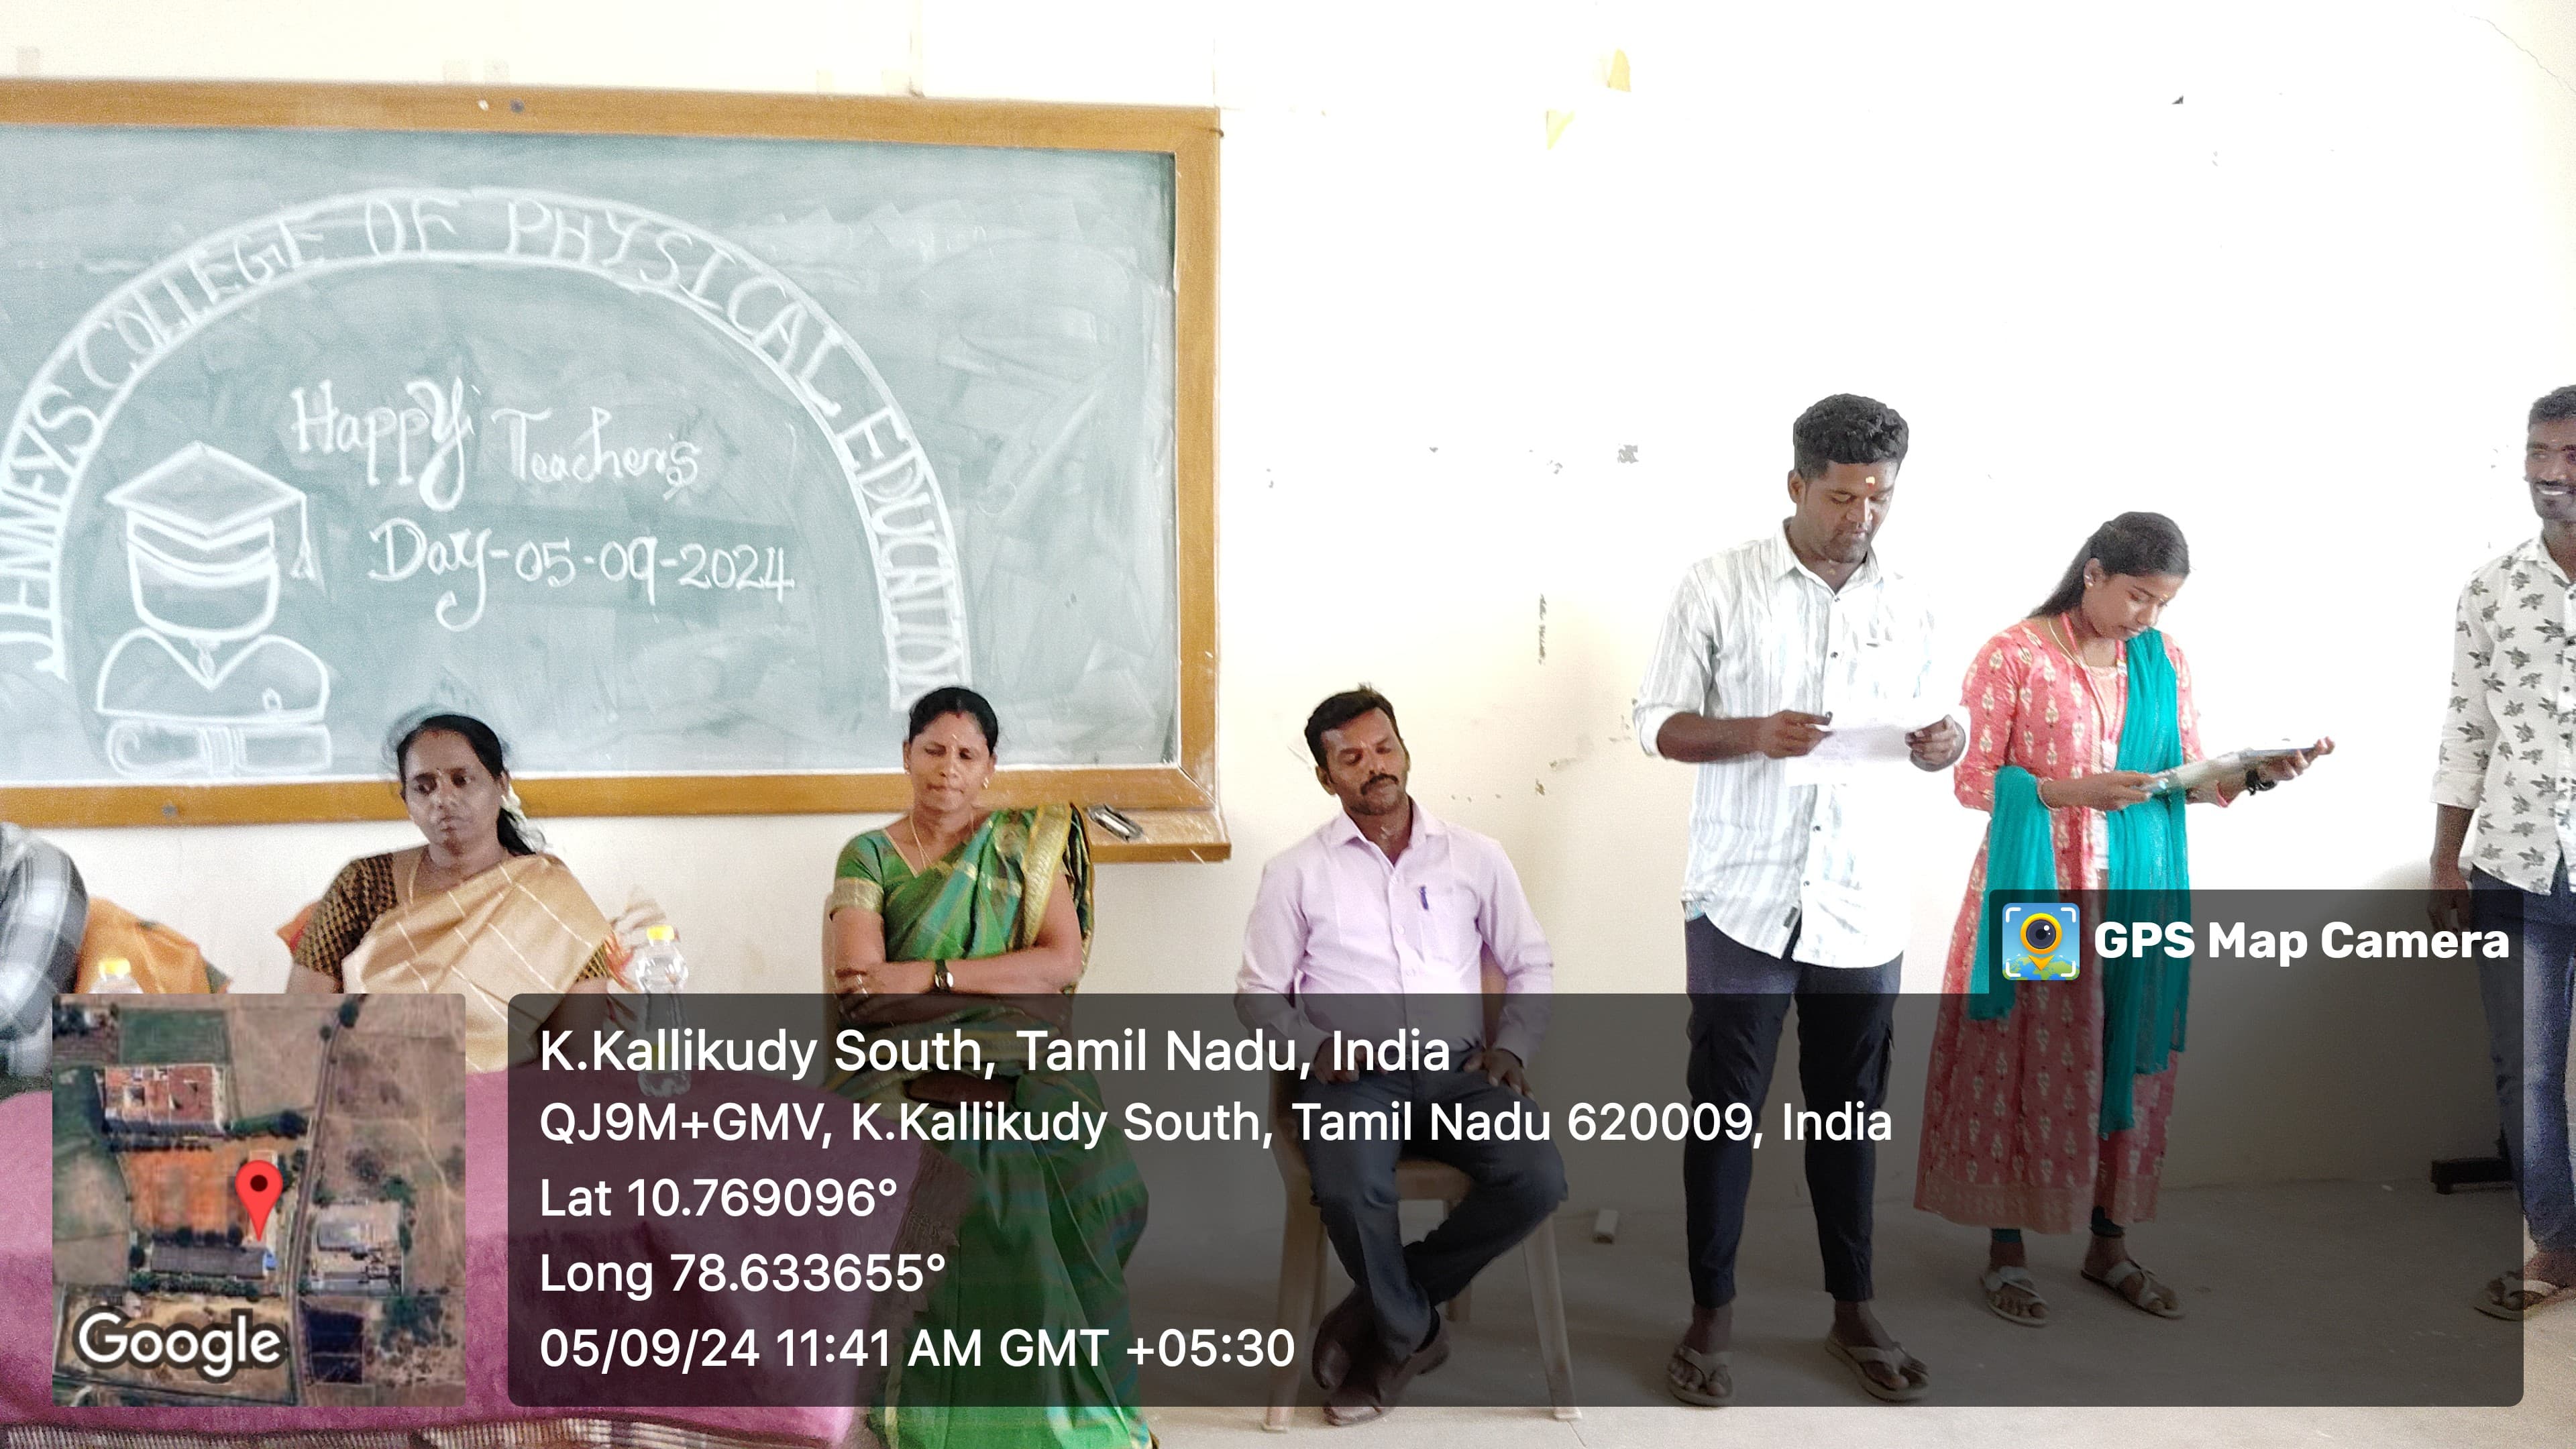 COLLEGE OF PHYSICAL EDUCATION
Happy Teacher's
Day-05-09-2024
GPS Map Camera
K.Kallikudy South, Tamil Nadu, India
QJ9M+GMV, K.Kallikudy South, Tamil Nadu 620009, India
Lat 10.769096°
Long 78.633655°
05/09/24 11:41 AM GMT +05:30
Google